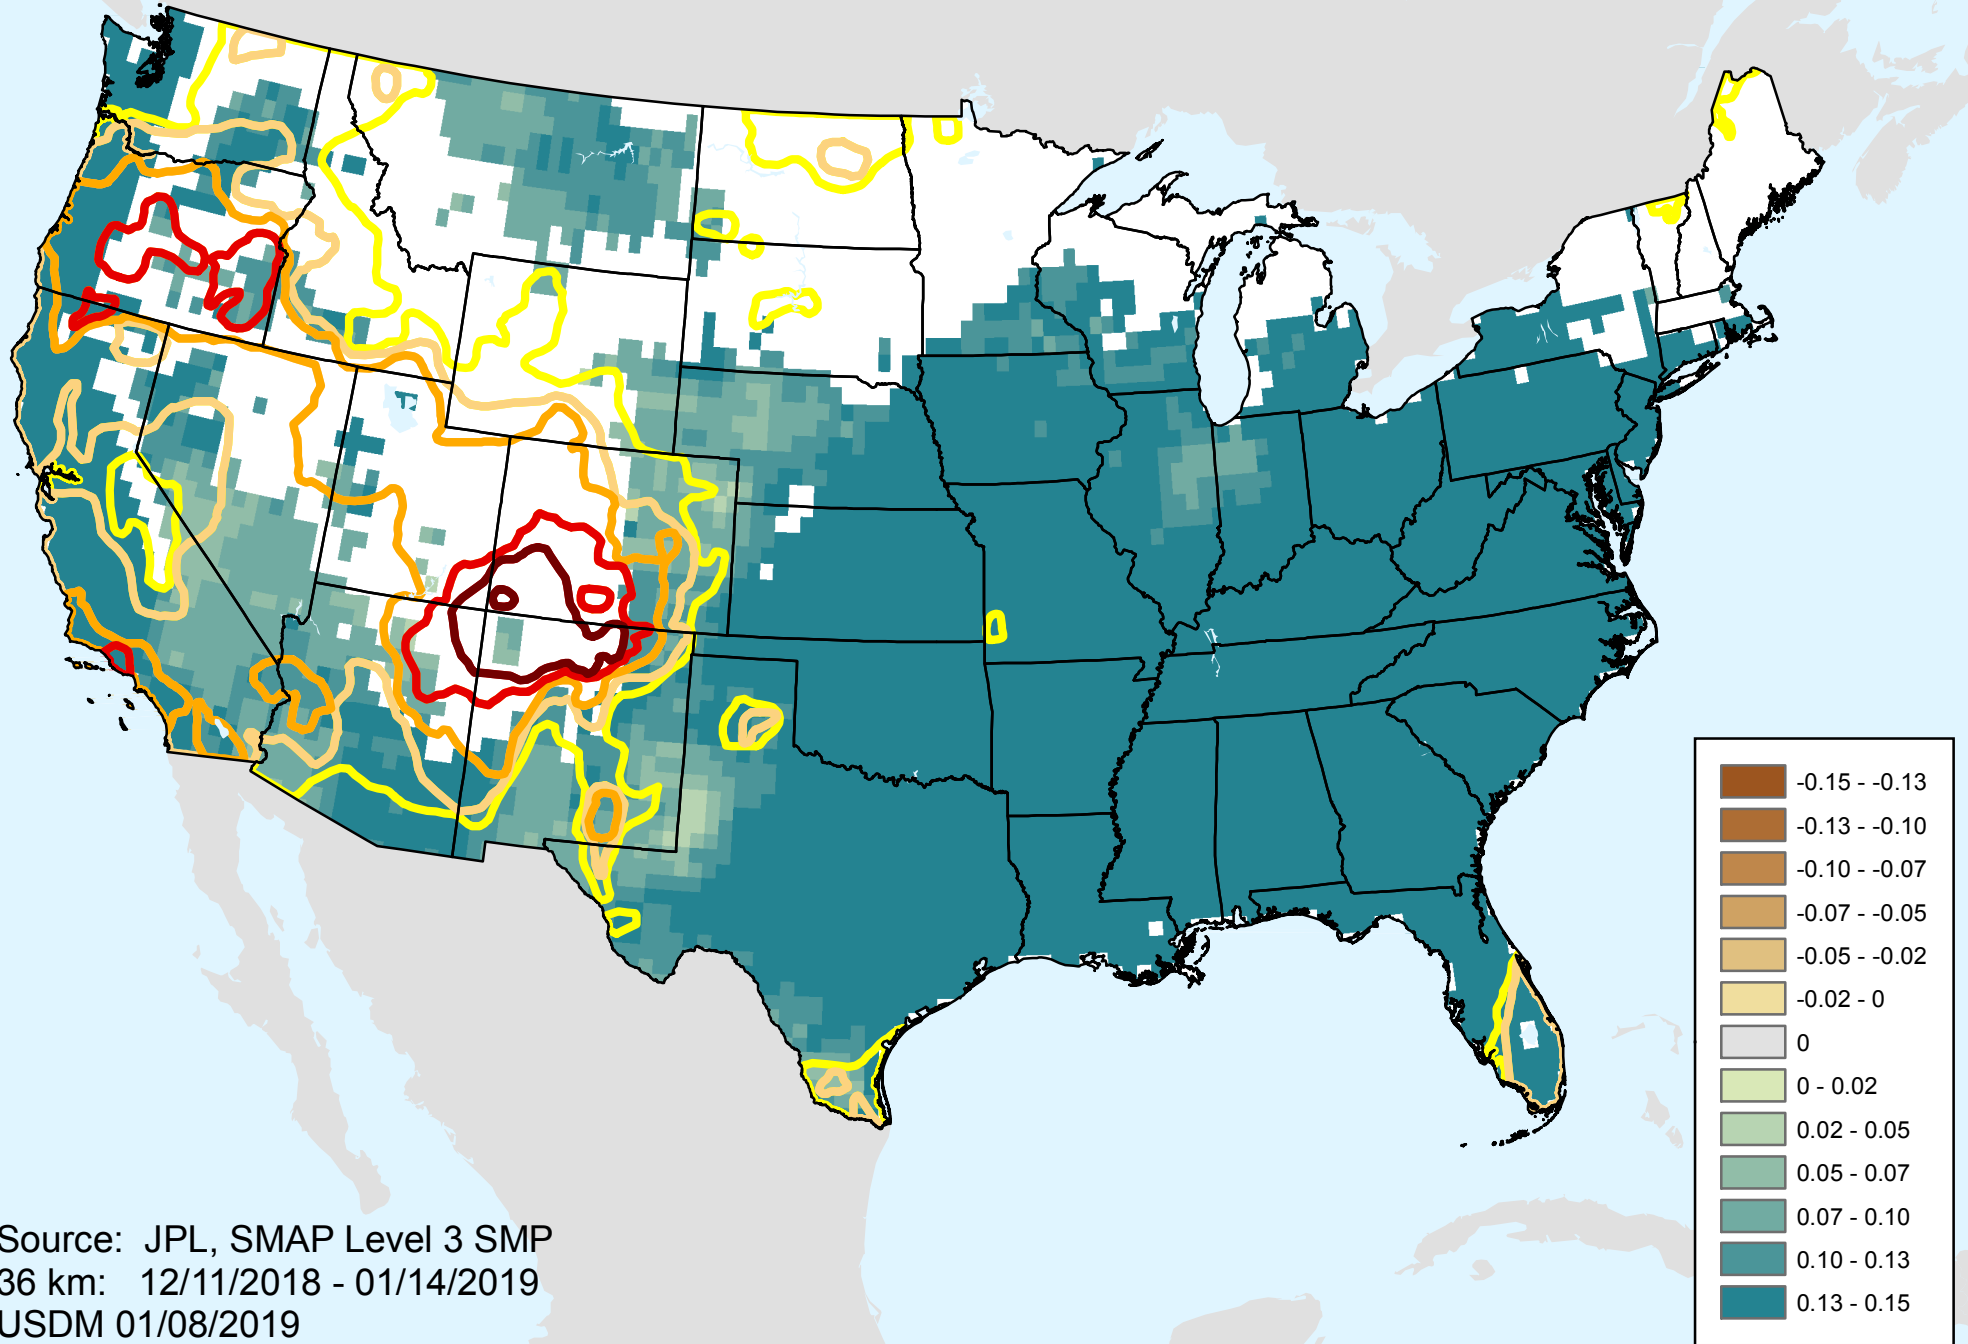 -0.15 - -0.13
-0.13 - -0.10
-0.10 - -0.07
-0.07 - -0.05
-0.05 - -0.02
-0.02 - 0
0
0 - 0.02
0.02 - 0.05
0.05 - 0.07
0.07 - 0.10
0.10 - 0.13
0.13 - 0.15
Source: JPL, SMAP Level 3 SMP
36 km: 12/11/2018 - 01/14/2019
USDM 01/08/2019